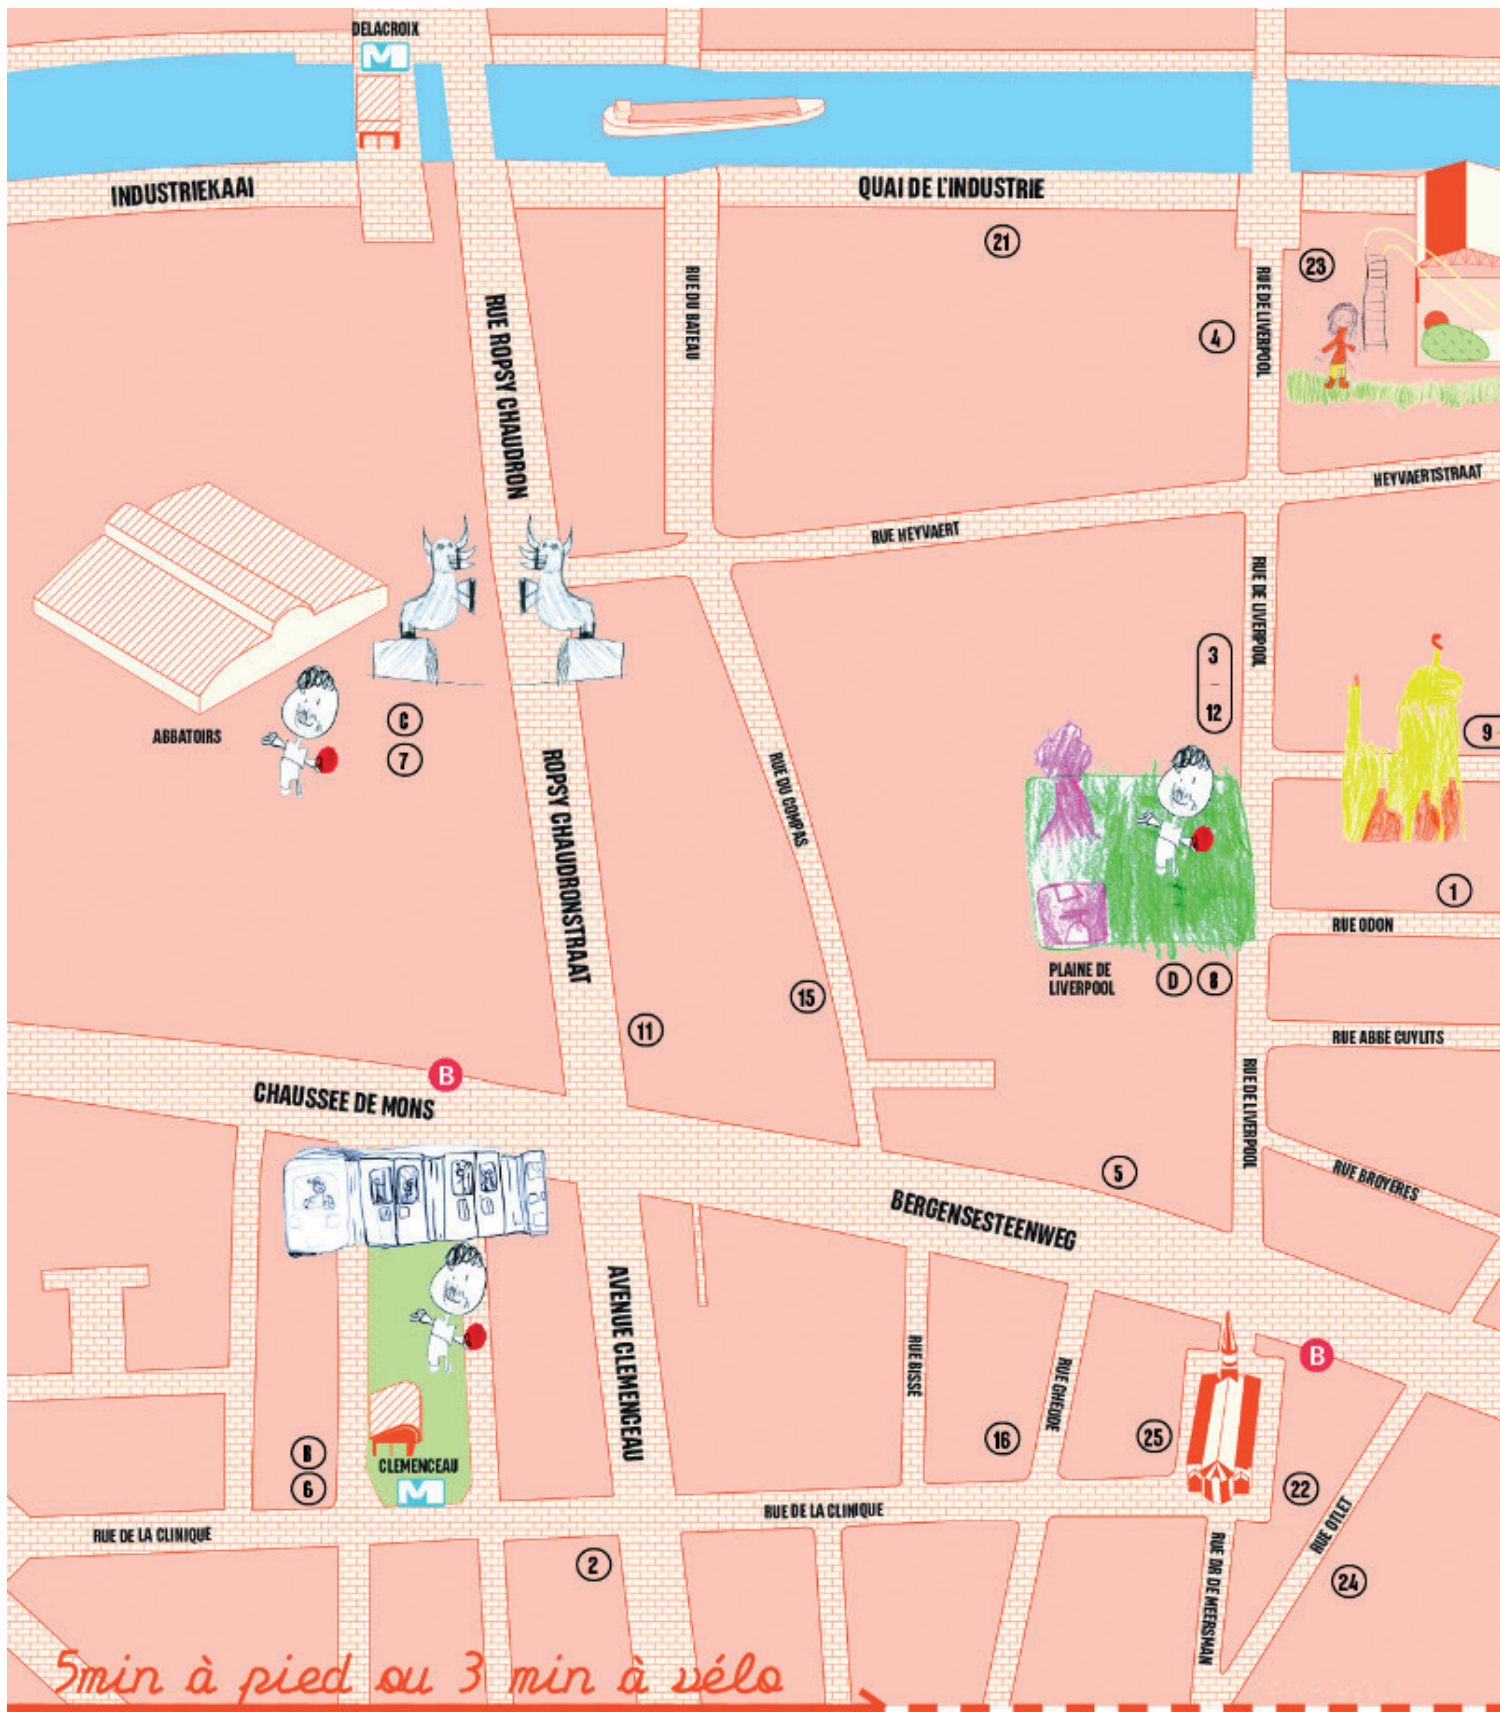 DELACROIX
M
INDUSTRIEKAAI
QUAI DE L'INDUSTRIE
21
23
4
RUE DU BATEAU
RUE DE LIVERPOOL
RUE ROPSY CHAUDRON
HEYVAERTSTRAAT
RUE HEYVAERT
RUE DE LIVERPOOL
3
12
9
C
7
ABBATOIRS
ROPSY CHAUDRONSTRAAT
RUE DU COMPAS
1
RUE ODON
PLAINE DE
LIVERPOOL
D
8
15
11
RUE ABBÉ CUYLITS
B
CHAUSSEE DE MONS
RUE DE LIVERPOOL
5
RUE BROYERES
BERGENSESTEENWEG
AVENUE CLEMENCEAU
RUE BISSÉ
RUE GHEUDE
B
16
25
22
B
6
CLEMENCEAU
M
RUE DE LA CLINIQUE
RUE DE LA CLINIQUE
2
RUE OTLET
24
RUE DR DE MEERSMAN
5min à pied ou 3 min à vélo